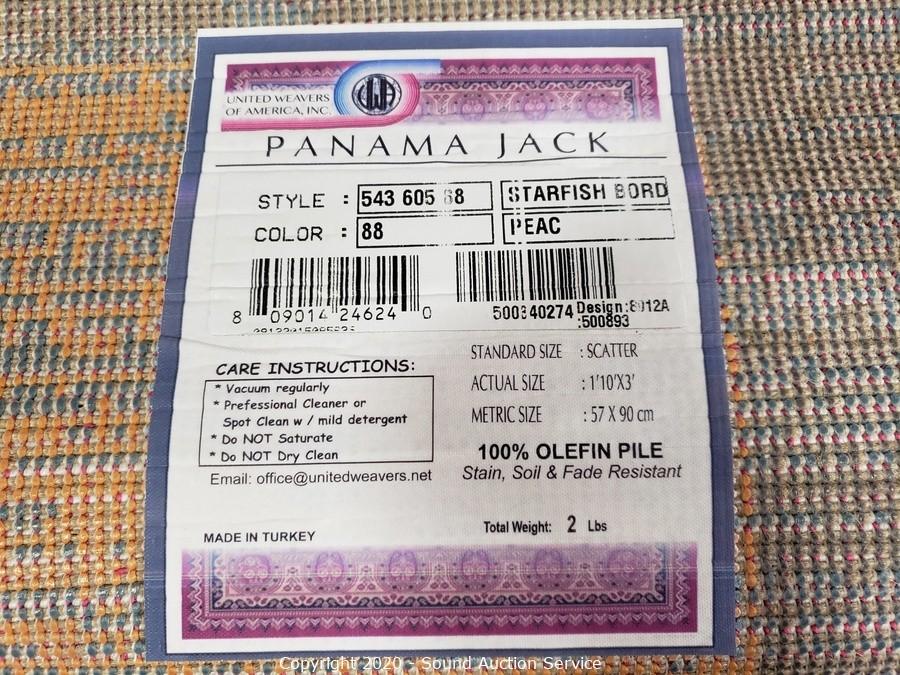 UNITED WEAVERS
OF AMERICA, INC.
UWA
PANAMA JACK
STYLE : 543 605 88 STARFISH BORD
COLOR : 88 PEAC
8 09014 24624 0
500340274 Design:8012A
:500893
STANDARD SIZE : SCATTER
ACTUAL SIZE : 1'10'X3'
METRIC SIZE : 57 X 90 cm
100% OLEFIN PILE
Stain, Soil & Fade Resistant
CARE INSTRUCTIONS:
* Vacuum regularly
* Prefessional Cleaner or
Spot Clean w / mild detergent
* Do NOT Saturate
* Do NOT Dry Clean
Email: office@unitedweavers.net
MADE IN TURKEY
Total Weight: 2 Lbs
Copyright 2020 - Sound Auction Service